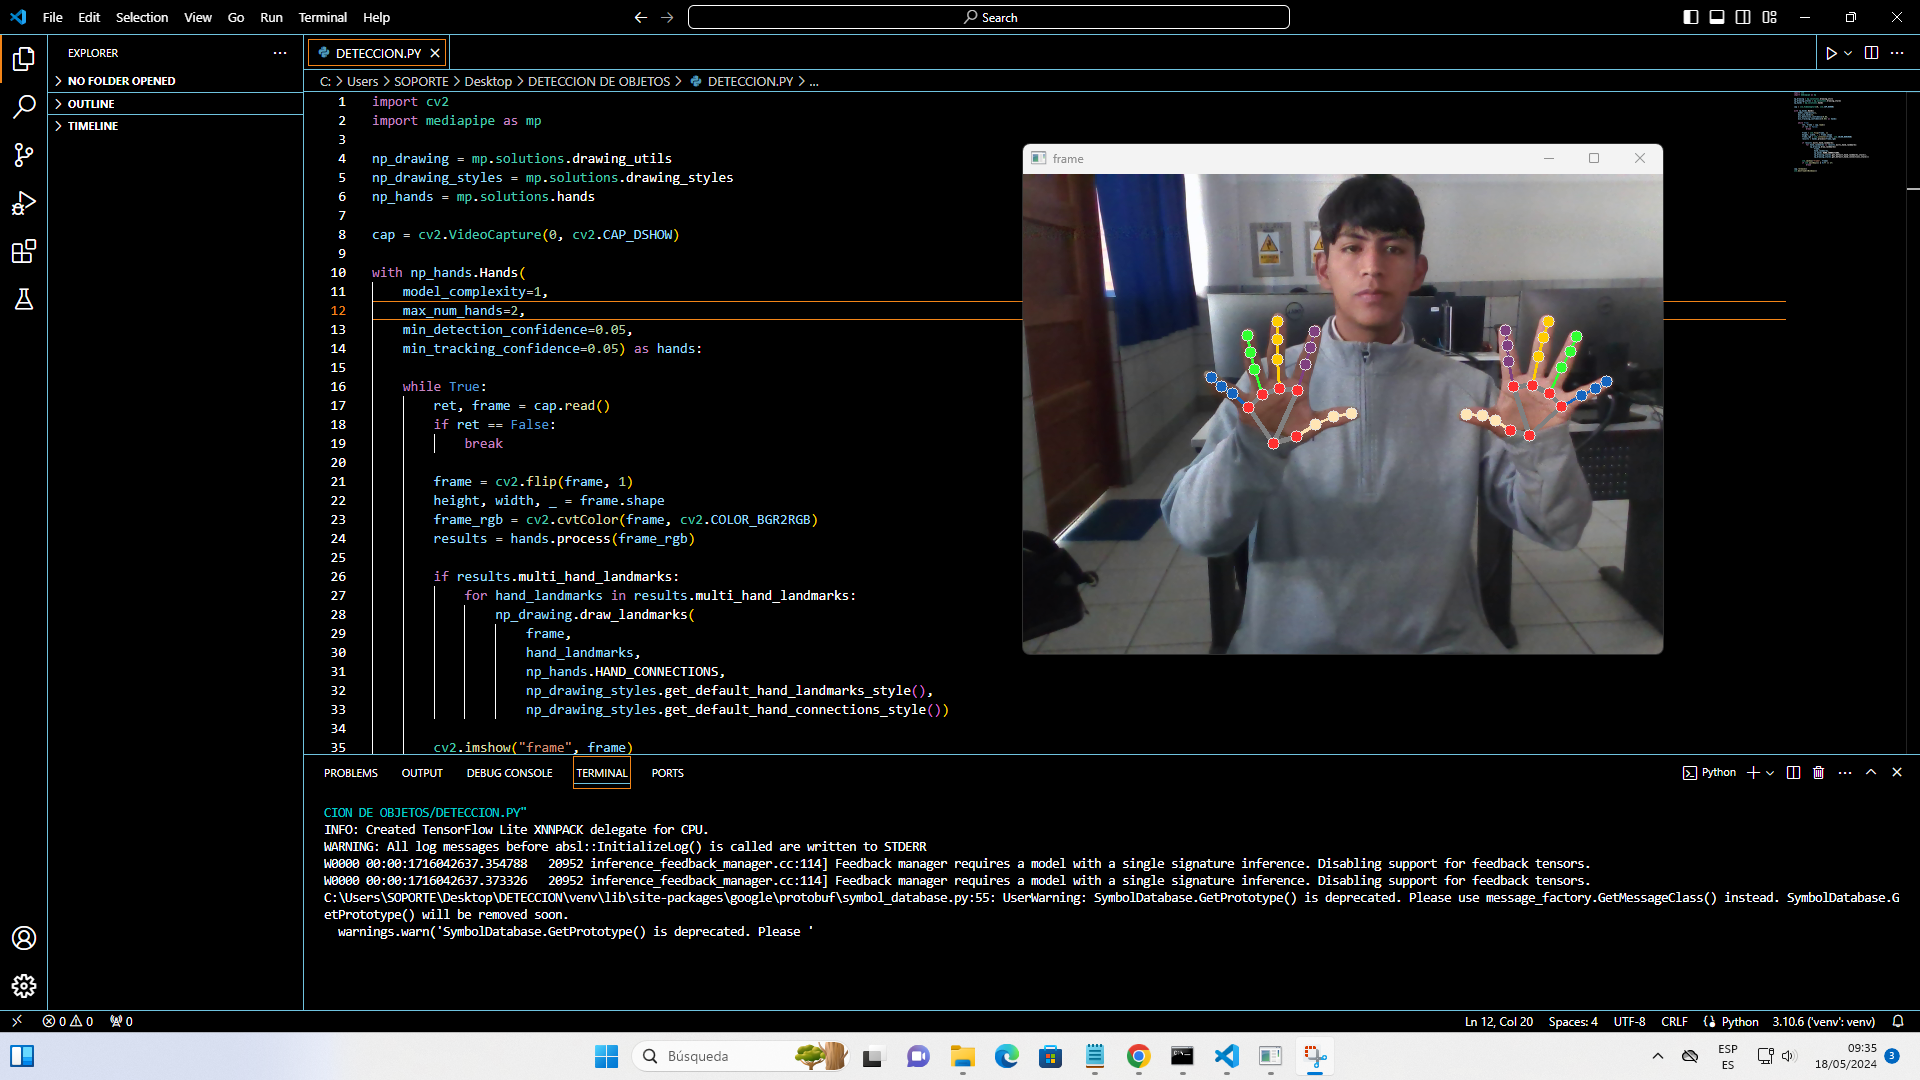 File Edit Selection View Go Run Terminal Help
Search
EXPLORER
NO FOLDER OPENED
OUTLINE
TIMELINE
DETECCION.PY
C: > Users > SOPORTE > Desktop > DETECCION DE OBJETOS > DETECCION.PY > ...
1 import cv2
2 import mediapipe as mp
3
4 np_drawing = mp.solutions.drawing_utils
5 np_drawing_styles = mp.solutions.drawing_styles
6 np_hands = mp.solutions.hands
7
8 cap = cv2.VideoCapture(0, cv2.CAP_DSHOW)
9
10 with np_hands.Hands(
11 model_complexity=1,
12 max_num_hands=2,
13 min_detection_confidence=0.05,
14 min_tracking_confidence=0.05) as hands:
15
16 while True:
17 ret, frame = cap.read()
18 if ret == False:
19 break
20
21 frame = cv2.flip(frame, 1)
22 height, width, _ = frame.shape
23 frame_rgb = cv2.cvtColor(frame, cv2.COLOR_BGR2RGB)
24 results = hands.process(frame_rgb)
25
26 if results.multi_hand_landmarks:
27 for hand_landmarks in results.multi_hand_landmarks:
28 np_drawing.draw_landmarks(
29 frame,
30 hand_landmarks,
31 np_hands.HAND_CONNECTIONS,
32 np_drawing_styles.get_default_hand_landmarks_style(),
33 np_drawing_styles.get_default_hand_connections_style())
34
35 cv2.imshow("frame", frame)
frame
PROBLEMS OUTPUT DEBUG CONSOLE TERMINAL PORTS
Python
CION DE OBJETOS/DETECCION.PY"
INFO: Created TensorFlow Lite XNNPACK delegate for CPU.
WARNING: All log messages before absl::InitializeLog() is called are written to STDERR
W0000 00:00:1716042637.354788 20952 inference_feedback_manager.cc:114] Feedback manager requires a model with a single signature inference. Disabling support for feedback tensors.
W0000 00:00:1716042637.373326 20952 inference_feedback_manager.cc:114] Feedback manager requires a model with a single signature inference. Disabling support for feedback tensors.
C:\Users\SOPORTE\Desktop\DETECCION\venv\lib\site-packages\google\protobuf\symbol_database.py:55: UserWarning: SymbolDatabase.GetPrototype() is deprecated. Please use message_factory.GetMessageClass() instead. SymbolDatabase.G
etPrototype() will be removed soon.
warnings.warn('SymbolDatabase.GetPrototype() is deprecated. Please '
0 0 0
Ln 12, Col 20 Spaces: 4 UTF-8 CRLF Python 3.10.6 ('venv': venv)
Búsqueda
ESP
ES
09:35
18/05/2024
3